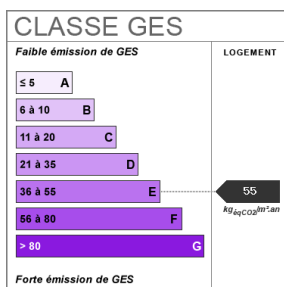 CLASSE GES
Faible émission de GES
LOGEMENT
≤ 5 A
6 à 10 B
11 à 20 C
21 à 35 D
36 à 55 E
55
kgéqCO2/m².an
56 à 80 F
> 80 G
Forte émission de GES